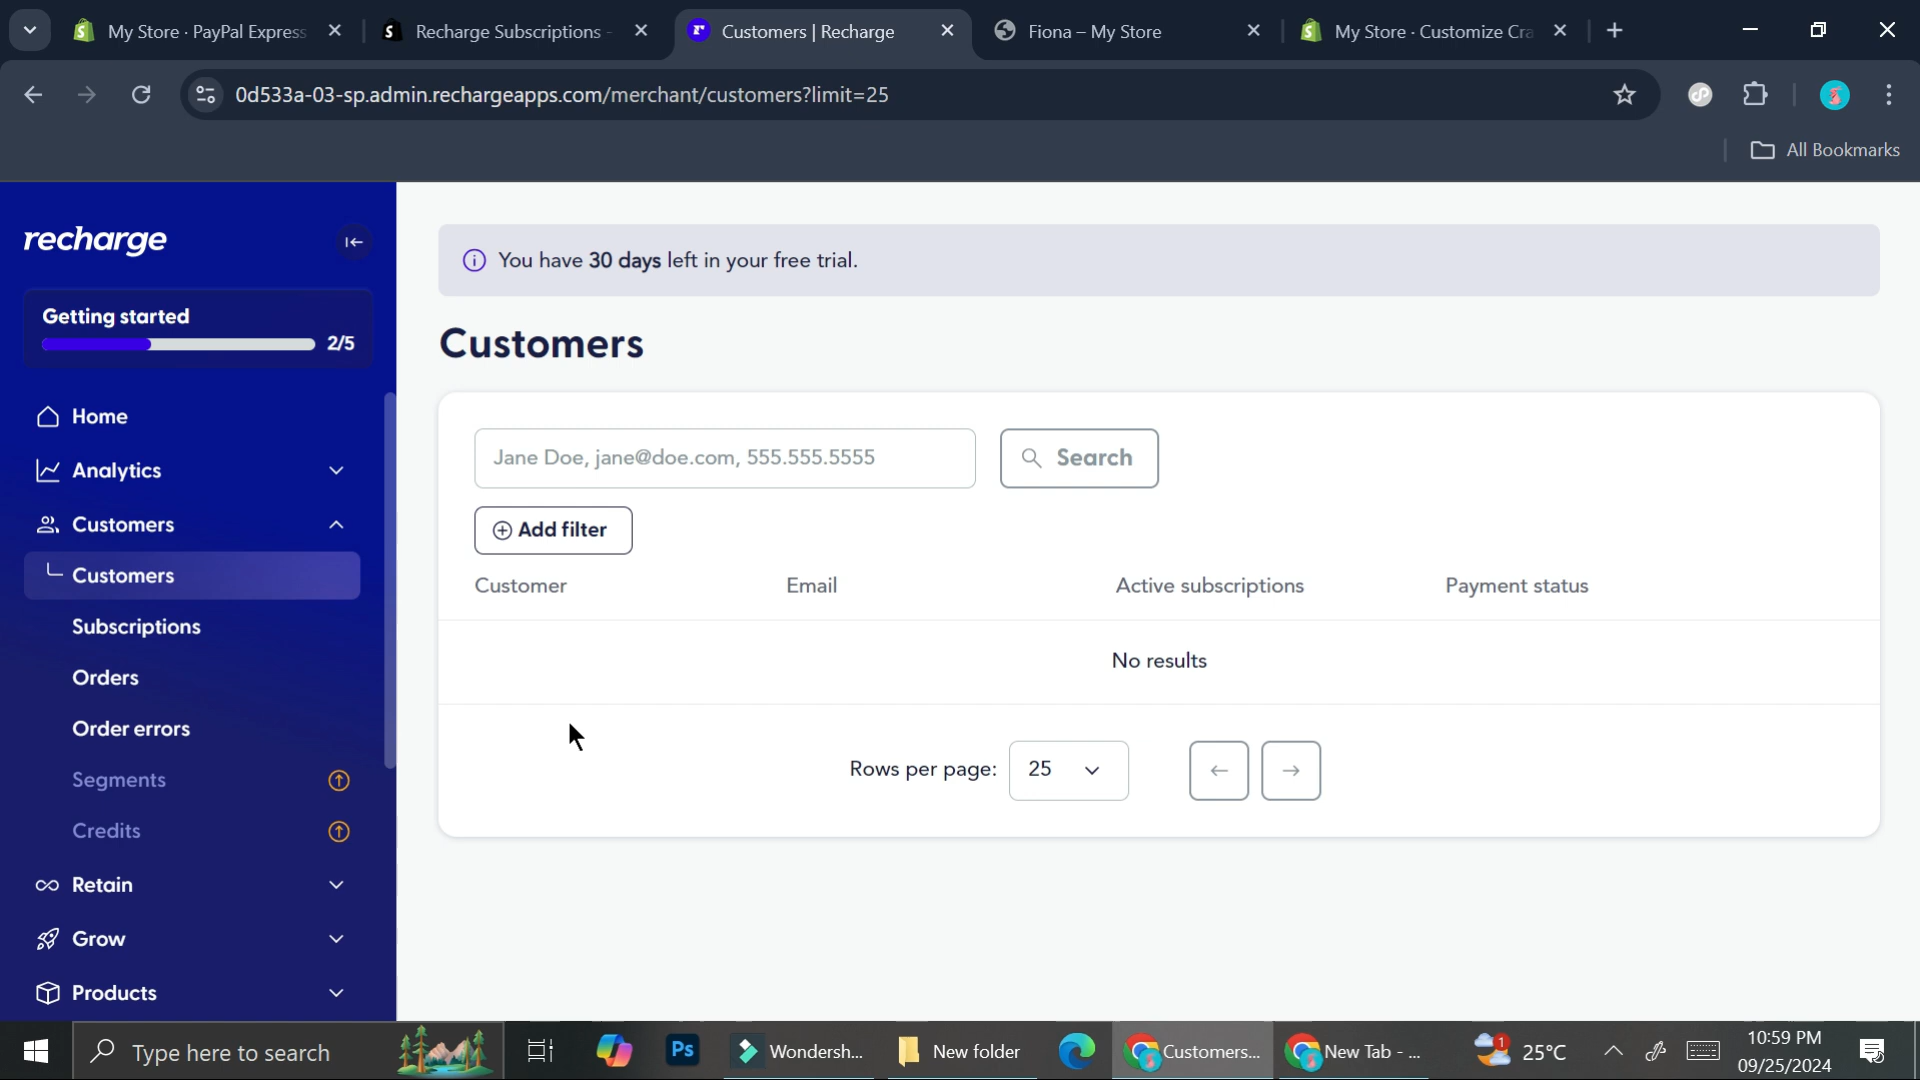 My Store · PayPal Express
Recharge Subscriptions -
Customers | Recharge
Fiona – My Store
My Store · Customize Cra
0d533a-03-sp.admin.rechargeapps.com/merchant/customers?limit=25
All Bookmarks
recharge
Getting started
2/5
Home
Analytics
Customers
Customers
Subscriptions
Orders
Order errors
Segments
Credits
Retain
Grow
Products
You have 30 days left in your free trial.
Customers
Jane Doe, jane@doe.com, 555.555.5555
Search
Add filter
Customer Email Active subscriptions Payment status
No results
Rows per page: 25
Type here to search
Ps
Wondersh...
New folder
Customers...
New Tab - ...
1
25°C
10:59 PM
09/25/2024